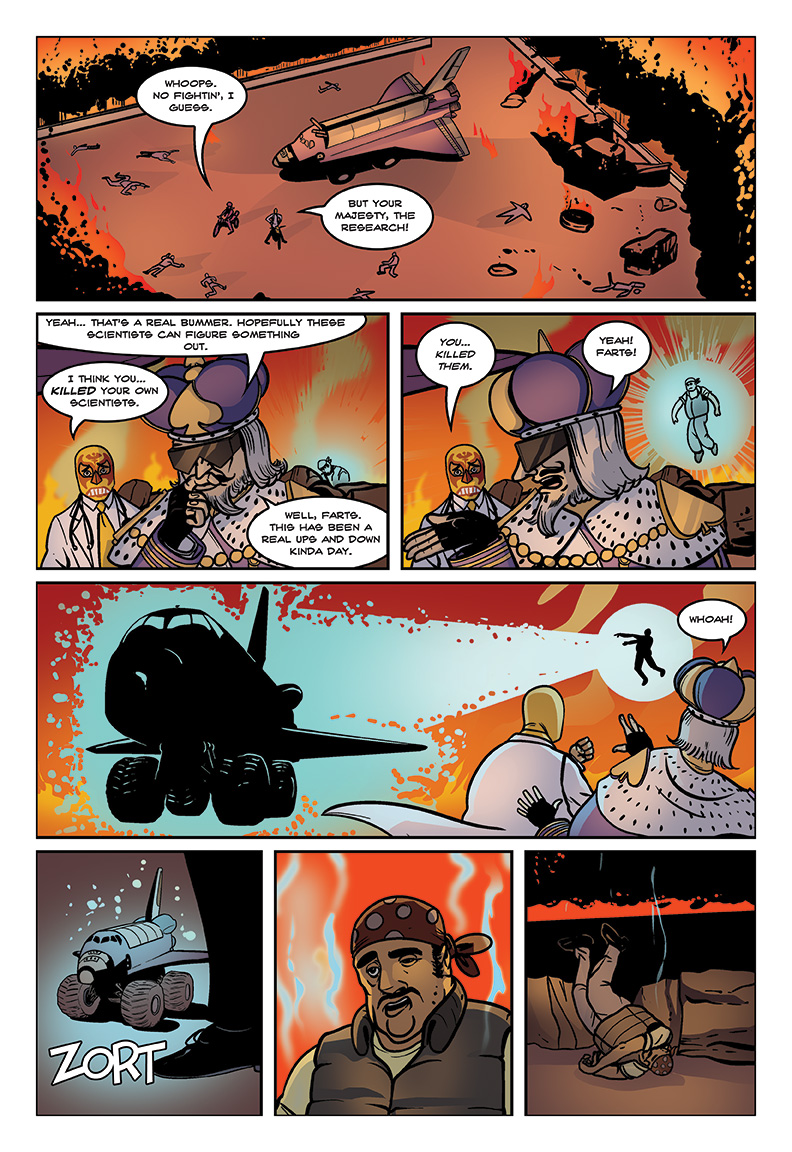 WHOOPS.
NO FIGHTIN', I
GUESS.
BUT YOUR
MAJESTY, THE
RESEARCH!
YEAH... THAT'S A REAL BUMMER. HOPEFULLY THESE
SCIENTISTS CAN FIGURE SOMETHING
OUT.
I THINK YOU...
KILLED YOUR OWN
SCIENTISTS.
WELL, FARTS.
THIS HAS BEEN A
REAL UPS AND DOWN
KINDA DAY.
YOU...
KILLED
THEM.
YEAH!
FARTS!
WHOAH!
ZORT